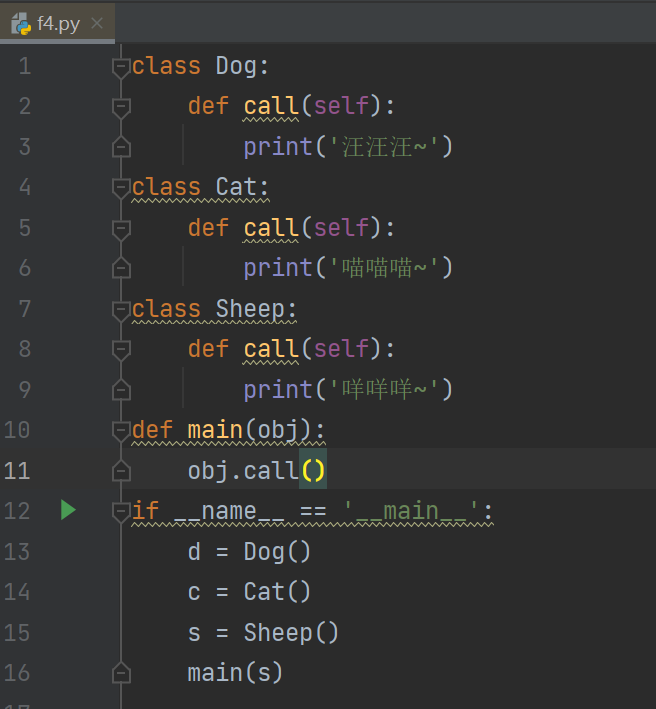 f4.py
1 class Dog:
2     def call(self):
3         print('汪汪汪~')
4 class Cat:
5     def call(self):
6         print('喵喵喵~')
7 class Sheep:
8     def call(self):
9         print('咩咩咩~')
10 def main(obj):
11     obj.call()
12 if __name__ == '__main__':
13     d = Dog()
14     c = Cat()
15     s = Sheep()
16     main(s)